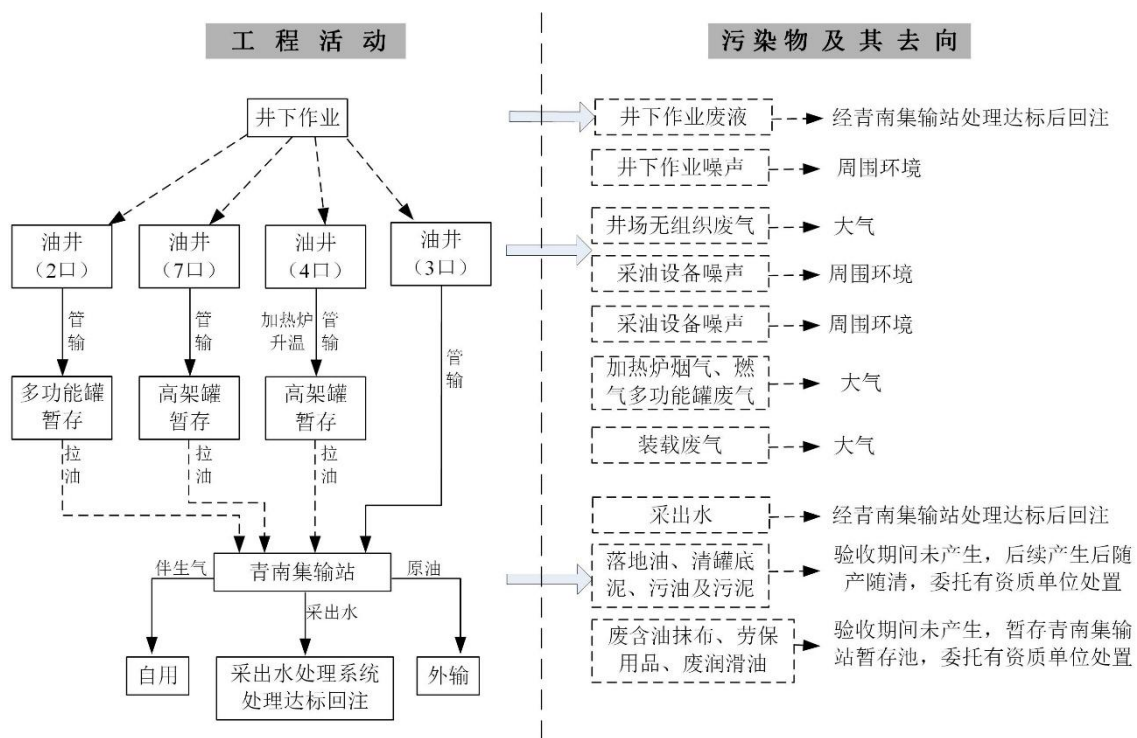 工程活动
污染物及其去向
井下作业
油井
（2口）
油井
（7口）
油井
（4口）
油井
（3口）
管
输
管
输
加热炉
升温
管
输
管
输
多功能罐
暂存
高架罐
暂存
高架罐
暂存
拉
油
拉
油
拉
油
青南集输站
伴生气
原油
采出水
自用
采出水处理系统
处理达标回注
外输
井下作业废液
经青南集输站处理达标后回注
井下作业噪声
周围环境
井场无组织废气
大气
采油设备噪声
周围环境
采油设备噪声
周围环境
加热炉烟气、燃
气多功能罐废气
大气
装载废气
大气
采出水
经青南集输站处理达标后回注
落地油、清罐底
泥、污油及污泥
验收期间未产生，后续产生后随
产随清，委托有资质单位处置
废含油抹布、劳保
用品、废润滑油
验收期间未产生，暂存青南集输
站暂存池，委托有资质单位处置